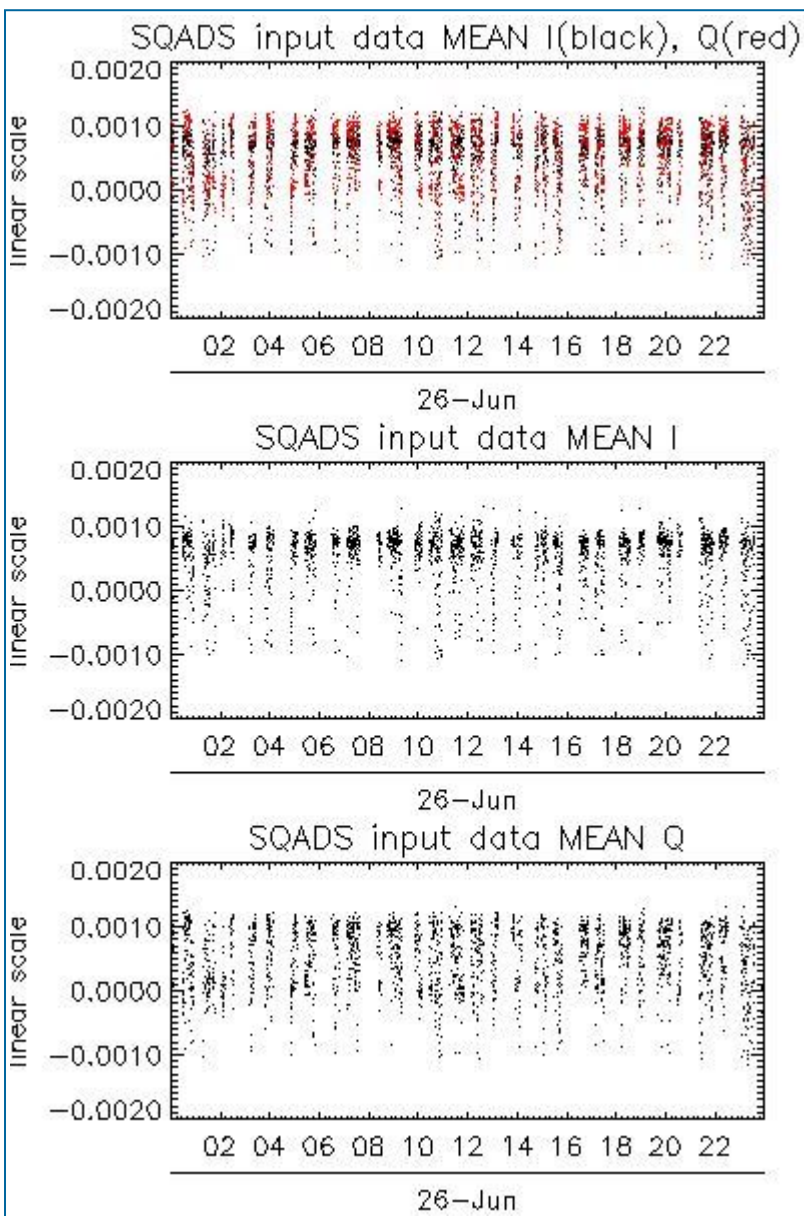 SQADS input data MEAN I(black), Q(red)
0.0020
0.0010
0.0000
-0.0010
-0.0020
linear scale
02 04 06 08 10 12 14 16 18 20 22
26-Jun
SQADS input data MEAN I
0.0020
0.0010
0.0000
-0.0010
-0.0020
linear scale
02 04 06 08 10 12 14 16 18 20 22
26-Jun
SQADS input data MEAN Q
0.0020
0.0010
0.0000
-0.0010
-0.0020
linear scale
02 04 06 08 10 12 14 16 18 20 22
26-Jun